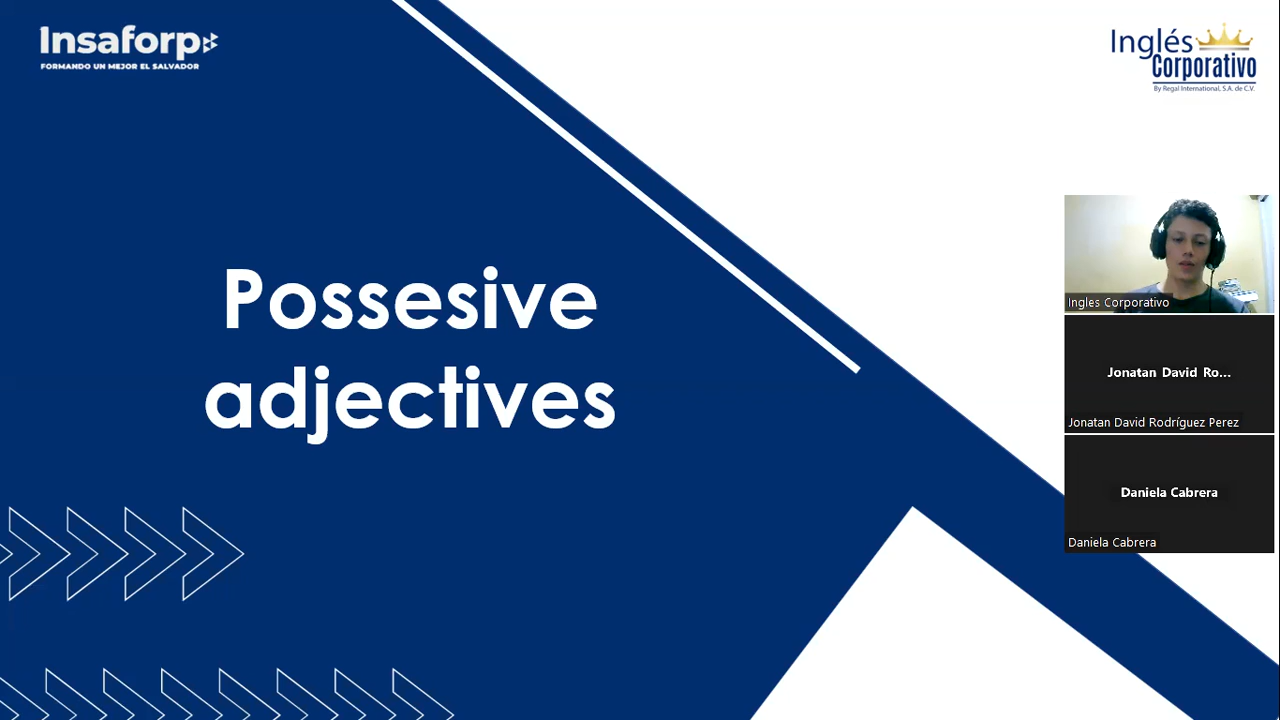 Insaforp
FORMANDO UN MEJOR EL SALVADOR
Inglés
Corporativo
By Regal International, S.A. de C.V.
Possesive
adjectives
Ingles Corporativo
Jonatan David Ro...
Jonatan David Rodríguez Perez
Daniela Cabrera
Daniela Cabrera